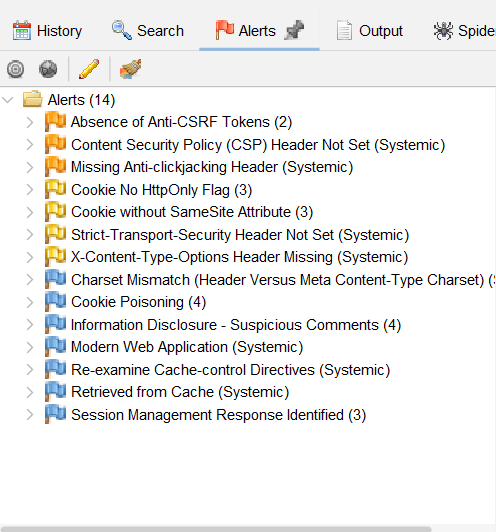 History Search Alerts Output Spide
Alerts (14)
Absence of Anti-CSRF Tokens (2)
Content Security Policy (CSP) Header Not Set (Systemic)
Missing Anti-clickjacking Header (Systemic)
Cookie No HttpOnly Flag (3)
Cookie without SameSite Attribute (3)
Strict-Transport-Security Header Not Set (Systemic)
X-Content-Type-Options Header Missing (Systemic)
Charset Mismatch (Header Versus Meta Content-Type Charset) (S
Cookie Poisoning (4)
Information Disclosure - Suspicious Comments (4)
Modern Web Application (Systemic)
Re-examine Cache-control Directives (Systemic)
Retrieved from Cache (Systemic)
Session Management Response Identified (3)